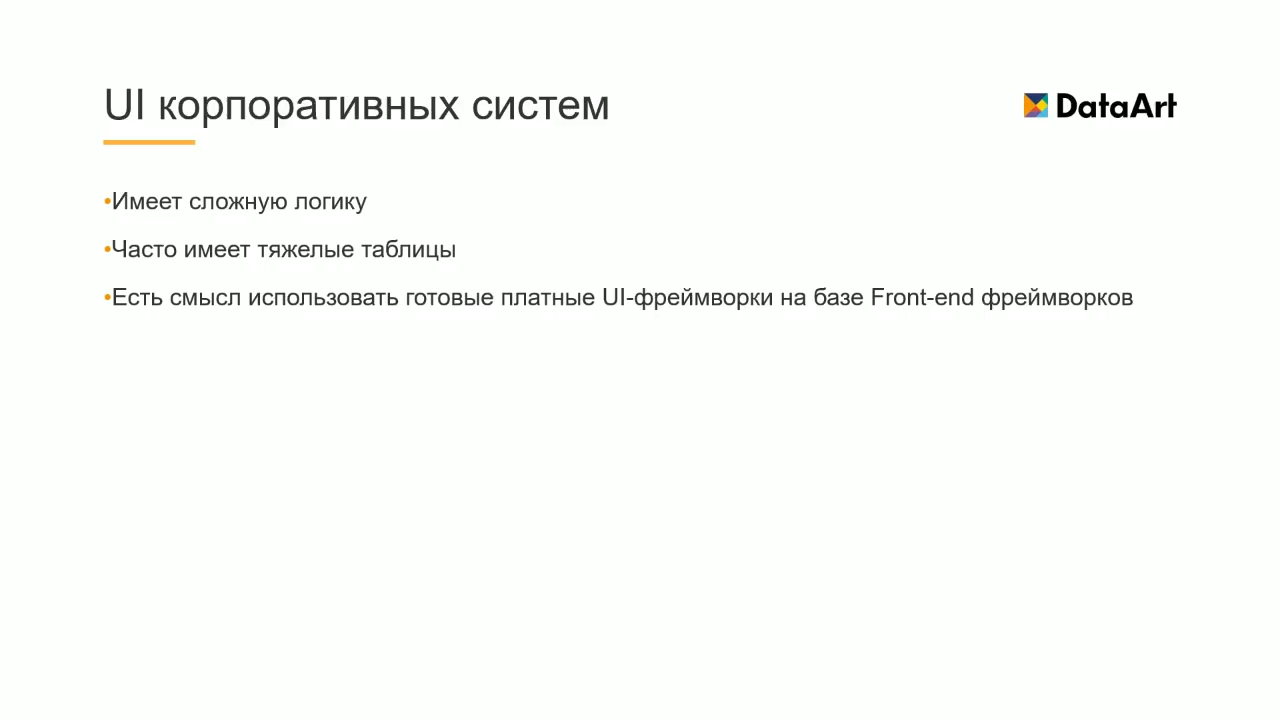 UI корпоративных систем
DataArt
•Имеет сложную логику
•Часто имеет тяжелые таблицы
•Есть смысл использовать готовые платные UI-фреймворки на базе Front-end фреймворков